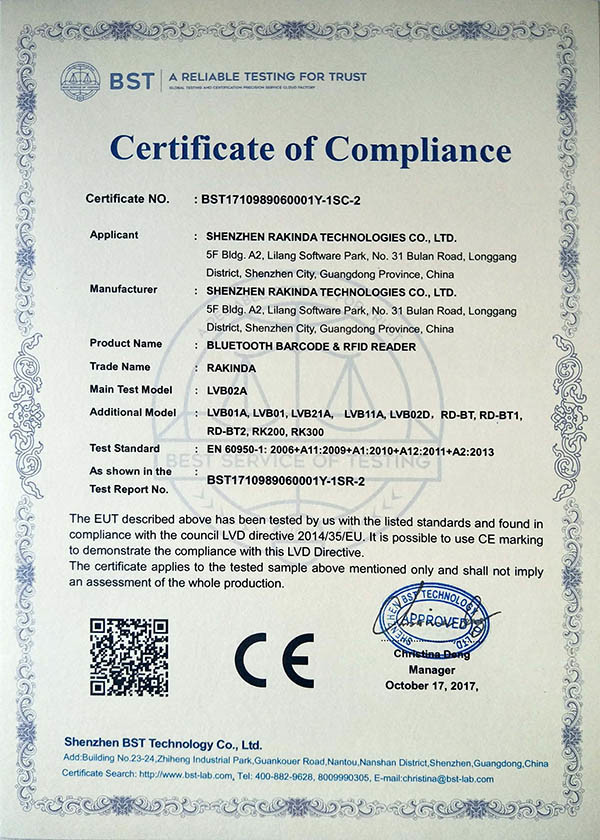 BST
A RELIABLE TESTING FOR TRUST
GLOBAL TESTING AND CERTIFICATION PRECISION SERVICE CLOUD FACTORY
Certificate of Compliance
Certificate NO. : BST1710989060001Y-1SC-2
Applicant : SHENZHEN RAKINDA TECHNOLOGIES CO., LTD.
5F Bldg. A2, Lilang Software Park, No. 31 Bulan Road, Longgang
District, Shenzhen City, Guangdong Province, China
Manufacturer : SHENZHEN RAKINDA TECHNOLOGIES CO., LTD.
5F Bldg. A2, Lilang Software Park, No. 31 Bulan Road, Longgang
District, Shenzhen City, Guangdong Province, China
Product Name : BLUETOOTH BARCODE & RFID READER
Trade Name : RAKINDA
Main Test Model : LVB02A
Additional Model : LVB01A, LVB01, LVB21A, LVB11A, LVB02D, RD-BT, RD-BT1,
RD-BT2, RK200, RK300
Test Standard : EN 60950-1: 2006+A11:2009+A1:2010+A12:2011+A2:2013
BEST SERVICE OF TESTING
As shown in the :
Test Report No. BST1710989060001Y-1SR-2
The EUT described above has been tested by us with the listed standards and found in
compliance with the council LVD directive 2014/35/EU. It is possible to use CE marking
to demonstrate the compliance with this LVD Directive.
The certificate applies to the tested sample above mentioned only and shall not imply
an assessment of the whole production.
SHENZHEN BST TECHNOLOGY CO., LTD.
APPROVED
CE
Christina Deng
Manager
October 17, 2017,
Shenzhen BST Technology Co., Ltd.
Add:Building No.23-24,Zhiheng Industrial Park,Guankouer Road,Nantou,Nanshan District,Shenzhen,Guangdong,China
Certificate Search: http://www.bst-lab.com, Tel: 400-882-9628, 8009990305, E-mail:christina@bst-lab.com